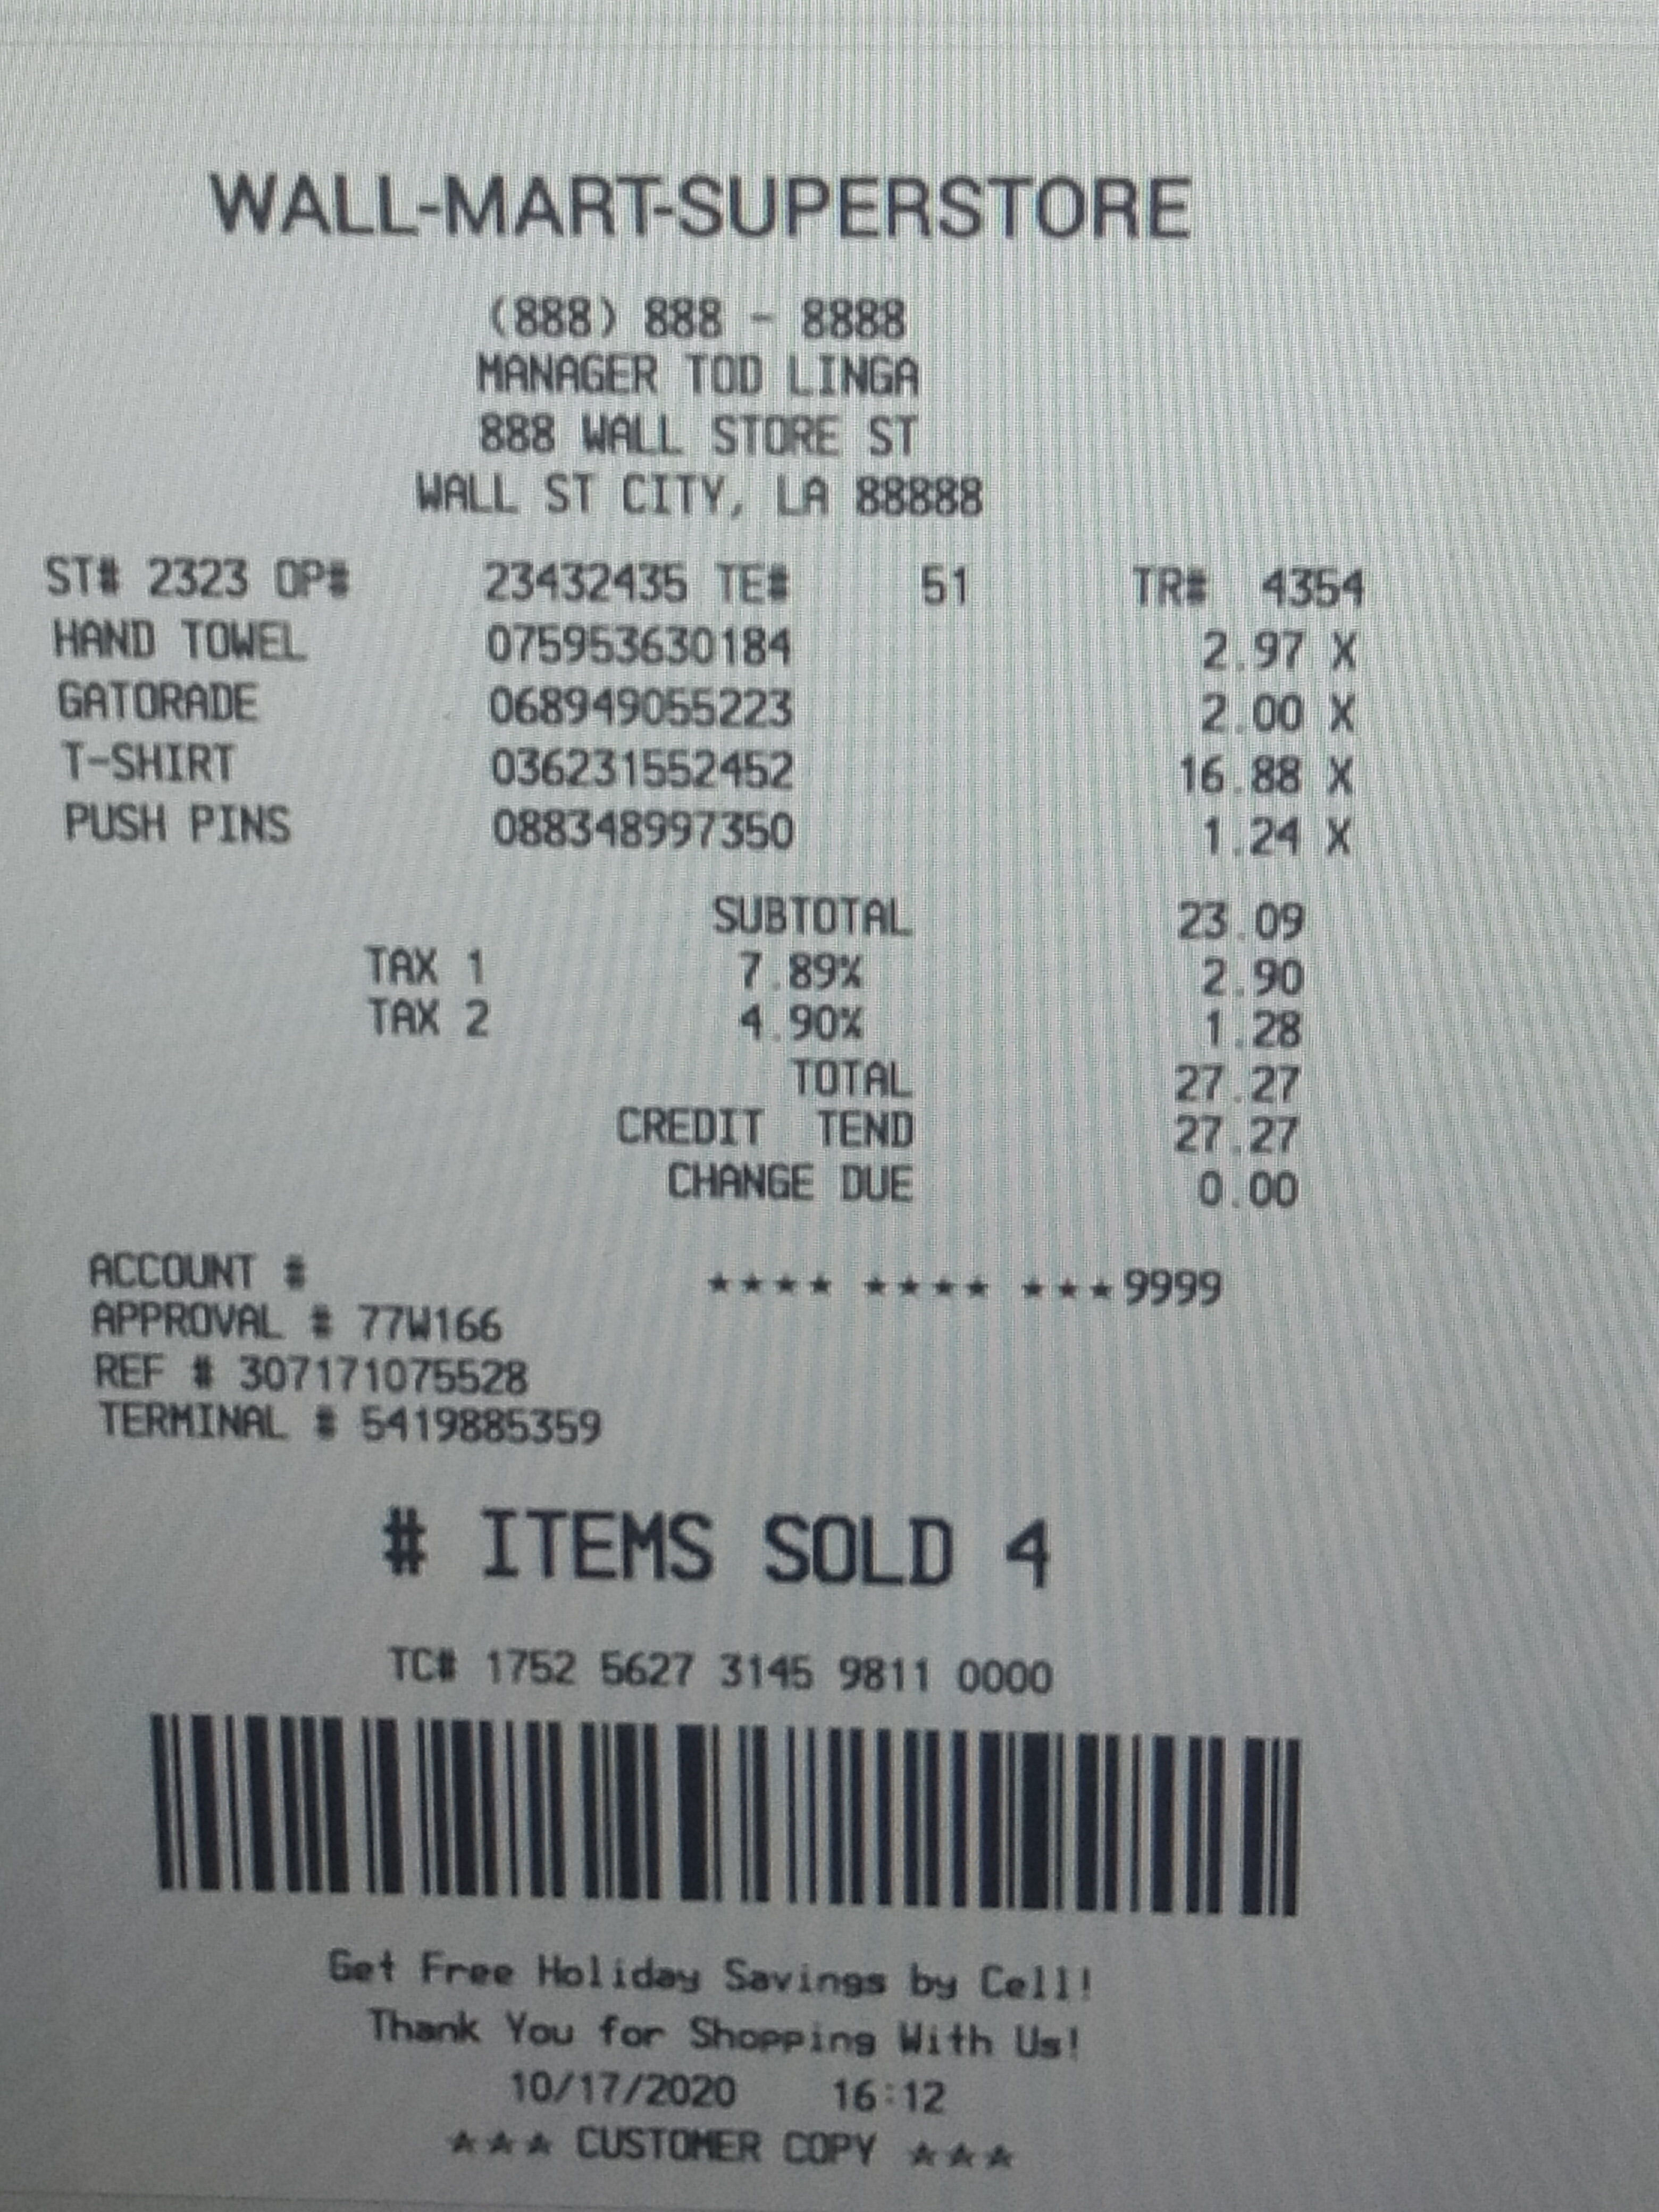 WALL-MART-SUPERSTORE
(888) 888 - 8888
MANAGER TOD LINGA
888 WALL STORE ST
WALL ST CITY, LA 88888
ST# 2323 OP# 23432435 TE# 51 TR# 4354
HAND TOWEL 075953630184 2.97 X
GATORADE 068949055223 2.00 X
T-SHIRT 036231552452 16.88 X
PUSH PINS 088348997350 1.24 X
SUBTOTAL 23.09
TAX 1 7.89% 2.90
TAX 2 4.90% 1.28
TOTAL 27.27
CREDIT TEND 27.27
CHANGE DUE 0.00
ACCOUNT # **** **** ***9999
APPROVAL # 77W166
REF # 307171075528
TERMINAL # 5419885359
# ITEMS SOLD 4
TC# 1752 5627 3145 9811 0000
Get Free Holiday Savings by Cell!
Thank You for Shopping With Us!
10/17/2020 16:12
*** CUSTOMER COPY ***